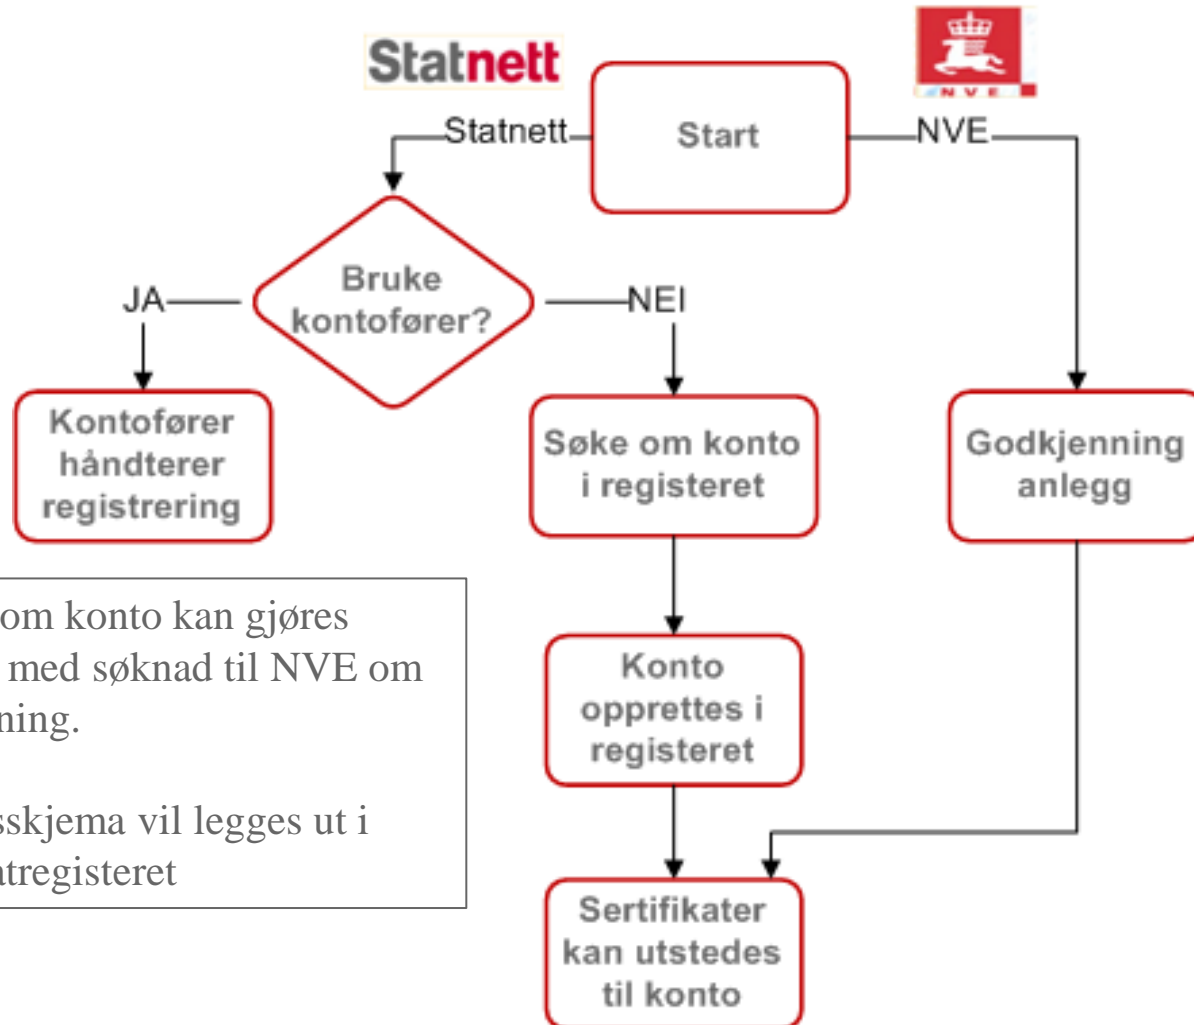 Statnett
NVE
Statnett
Start
NVE
Bruke
kontofører?
JA
NEI
Kontofører
håndterer
registrering
Søke om konto
i registeret
Godkjenning
anlegg
om konto kan gjøres
med søknad til NVE om
ning.
sskjema vil legges ut i
atregisteret
Konto
opprettes i
registeret
Sertifikater
kan utstedes
til konto